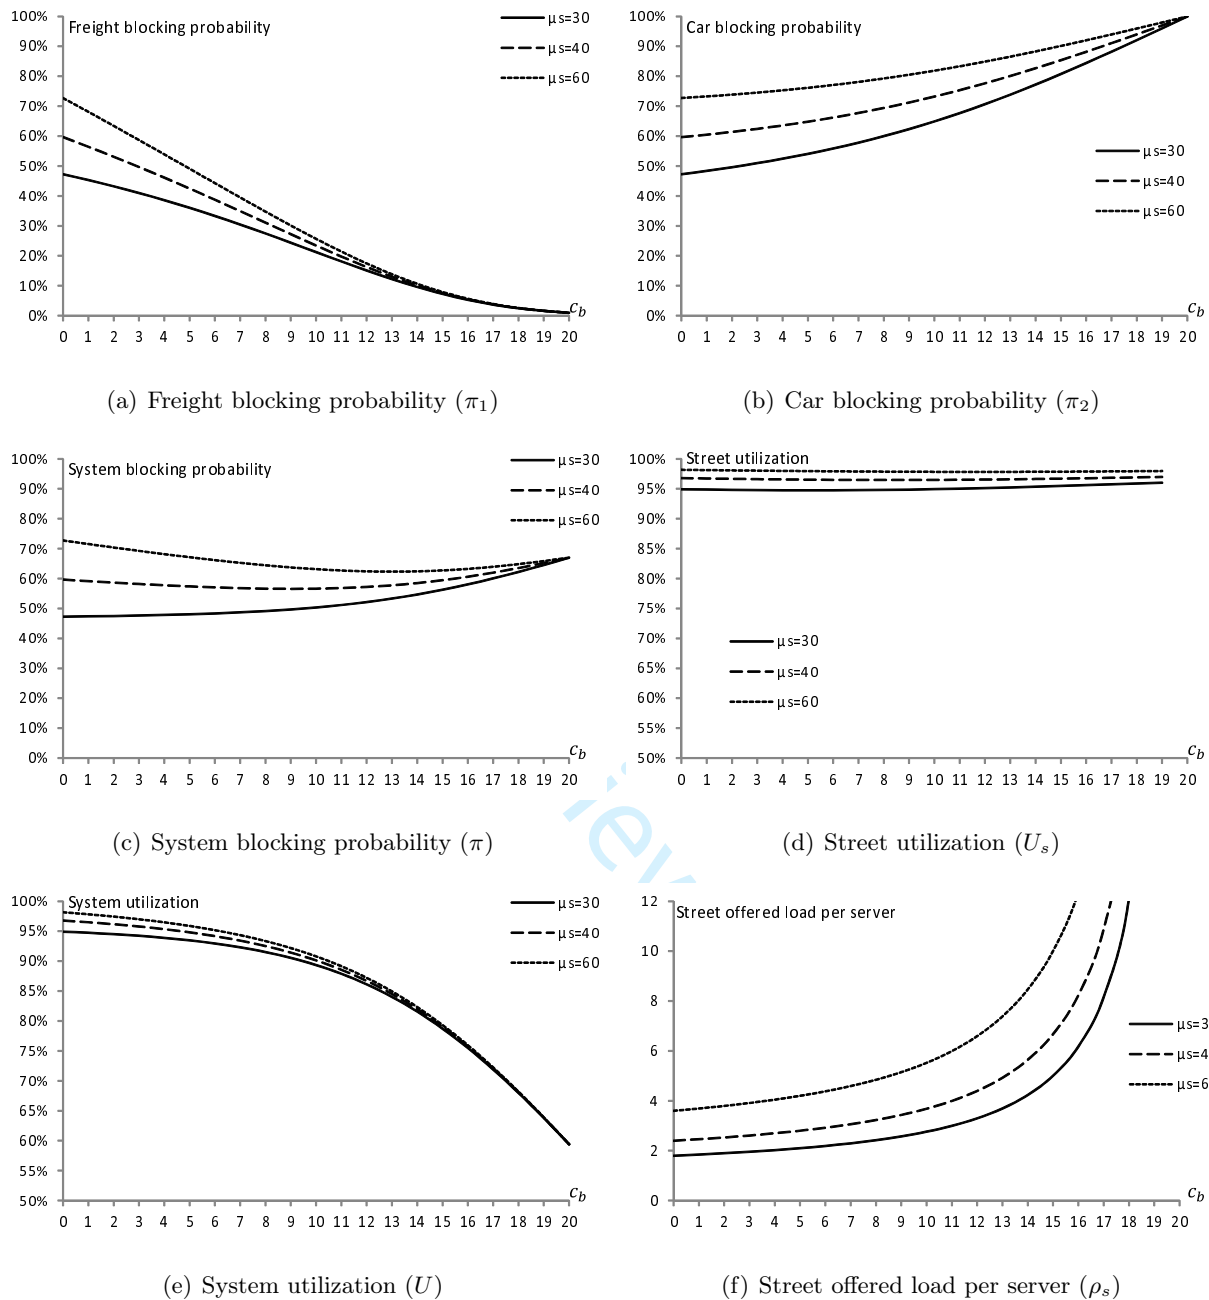 Freight blocking probability
100%
90%
80%
70%
60%
50%
40%
30%
20%
10%
0%
0 1 2 3 4 5 6 7 8 9 10 11 12 13 14 15 16 17 18 19 20
c_b
μs=30
μs=40
μs=60
(a) Freight blocking probability (π₁)
Car blocking probability
100%
90%
80%
70%
60%
50%
40%
30%
20%
10%
0%
0 1 2 3 4 5 6 7 8 9 10 11 12 13 14 15 16 17 18 19 20
c_b
μs=30
μs=40
μs=60
(b) Car blocking probability (π₂)
System blocking probability
100%
90%
80%
70%
60%
50%
40%
30%
20%
10%
0%
0 1 2 3 4 5 6 7 8 9 10 11 12 13 14 15 16 17 18 19 20
c_b
μs=30
μs=40
μs=60
(c) System blocking probability (π)
Street utilization
100%
95%
90%
85%
80%
75%
70%
65%
60%
55%
50%
0 1 2 3 4 5 6 7 8 9 10 11 12 13 14 15 16 17 18 19 20
c_b
μs=30
μs=40
μs=60
(d) Street utilization (U_s)
System utilization
100%
95%
90%
85%
80%
75%
70%
65%
60%
55%
50%
0 1 2 3 4 5 6 7 8 9 10 11 12 13 14 15 16 17 18 19 20
c_b
μs=30
μs=40
μs=60
(e) System utilization (U)
Street offered load per server
12
10
8
6
4
2
0
0 1 2 3 4 5 6 7 8 9 10 11 12 13 14 15 16 17 18 19 20
c_b
μs=3
μs=4
μs=6
(f) Street offered load per server (ρ_s)